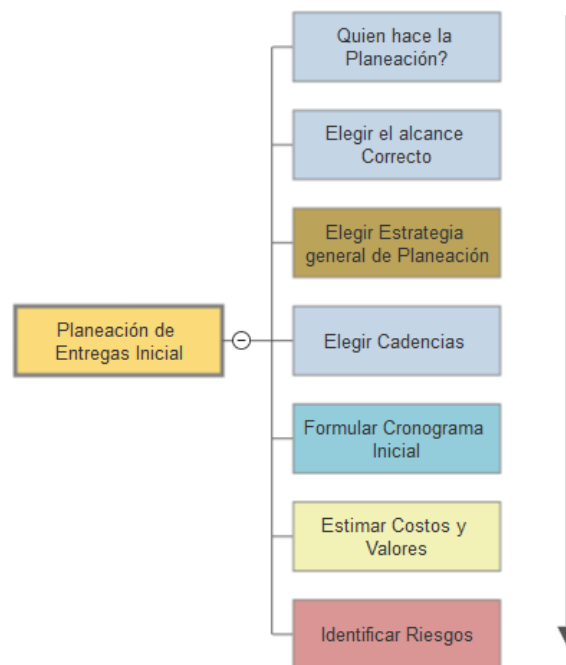 Quien hace la
Planeación?
Elegir el alcance
Correcto
Elegir Estrategia
general de Planeación
Planeación de
Entregas Inicial
Elegir Cadencias
Formular Cronograma
Inicial
Estimar Costos y
Valores
Identificar Riesgos